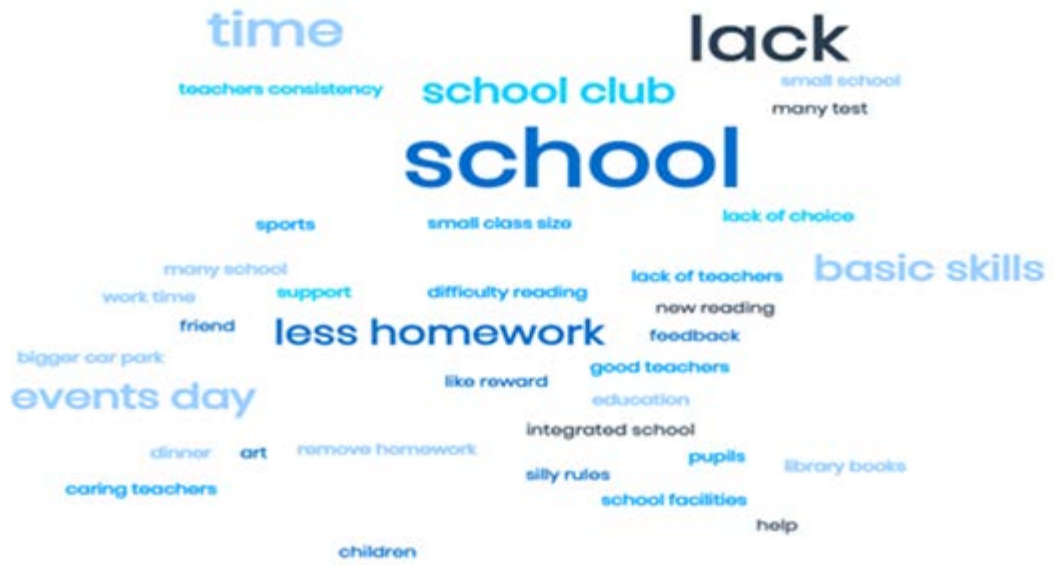 time
lack
teachers consistency
school club
small school
many test
school
sports
small class size
lack of choice
many school
support
difficulty reading
lack of teachers
basic skills
work time
new reading
friend
less homework
feedback
bigger car park
like reward
good teachers
events day
education
integrated school
dinner
art
remove homework
silly rules
pupils
library books
caring teachers
school facilities
help
children